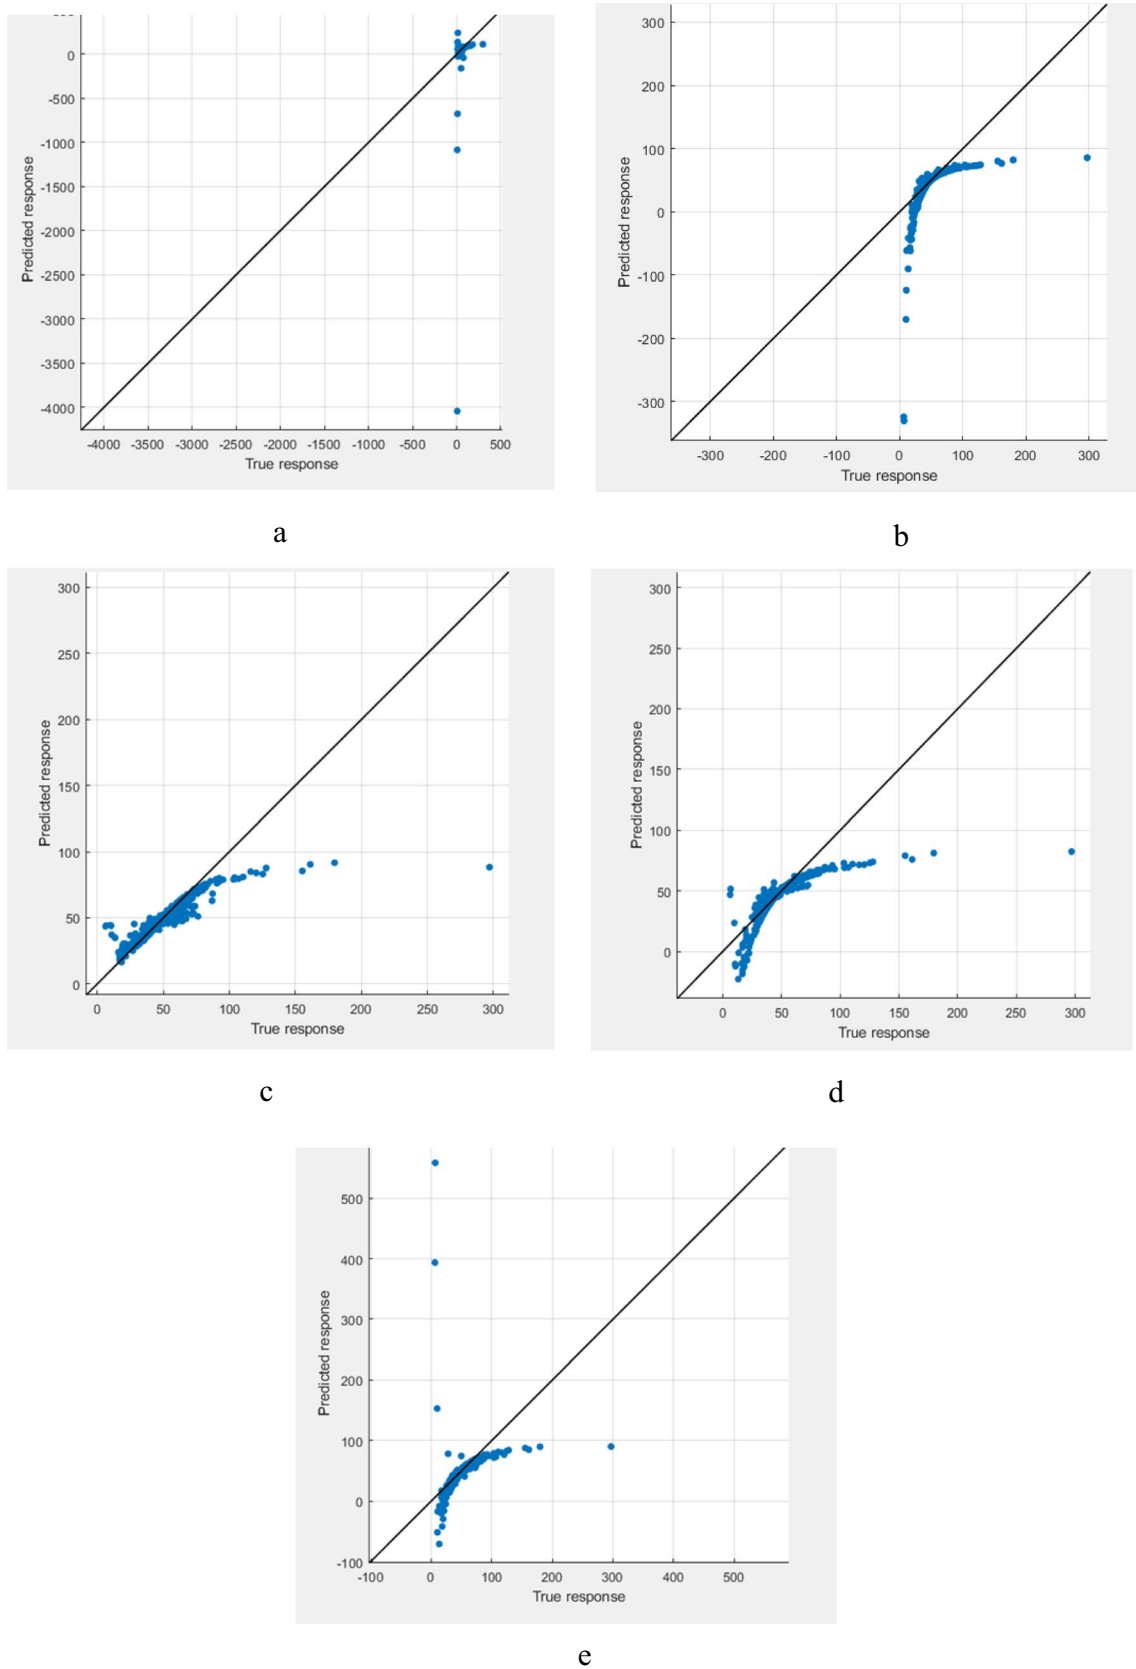 0
-500
-1000
-1500
-2000
-2500
-3000
-3500
-4000
Predicted response
-4000 -3500 -3000 -2500 -2000 -1500 -1000 -500 0 500
True response
a
300
200
100
0
-100
-200
-300
Predicted response
-300 -200 -100 0 100 200 300
True response
b
300
250
200
150
100
50
0
Predicted response
0 50 100 150 200 250 300
True response
c
300
250
200
150
100
50
0
Predicted response
0 50 100 150 200 250 300
True response
d
500
400
300
200
100
0
-100
Predicted response
-100 0 100 200 300 400 500
True response
e